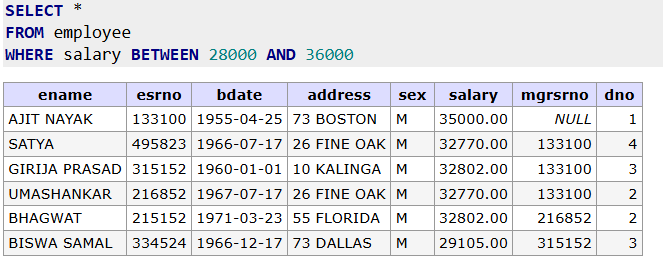 SELECT *
FROM employee
WHERE salary BETWEEN 28000 AND 36000
ename esrno bdate address sex salary mgrsrno dno
AJIT NAYAK 133100 1955-04-25 73 BOSTON M 35000.00 NULL 1
SATYA 495823 1966-07-17 26 FINE OAK M 32770.00 133100 4
GIRIJA PRASAD 315152 1960-01-01 10 KALINGA M 32802.00 133100 3
UMASHANKAR 216852 1967-07-17 26 FINE OAK M 32770.00 133100 2
BHAGWAT 215152 1971-03-23 55 FLORIDA M 32802.00 216852 2
BISWA SAMAL 334524 1966-12-17 73 DALLAS M 29105.00 315152 3